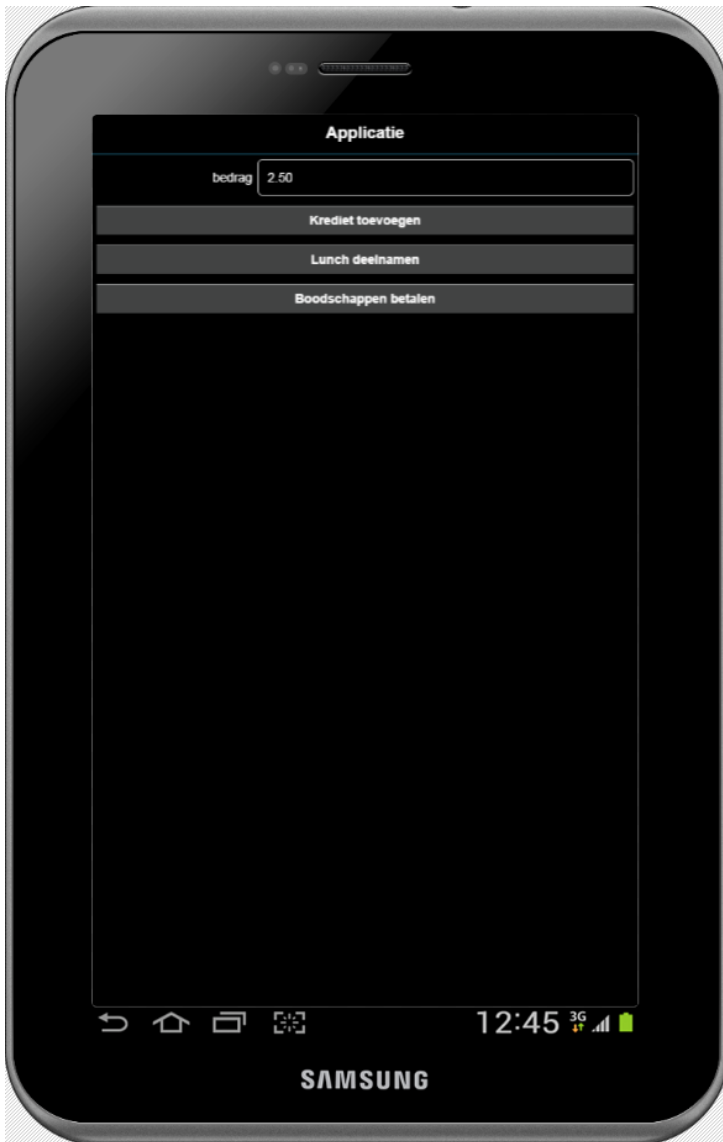 Applicatie
bedrag 2.50
Krediet toevoegen
Lunch deelnamen
Boodschappen betalen
12:45 3G
SAMSUNG